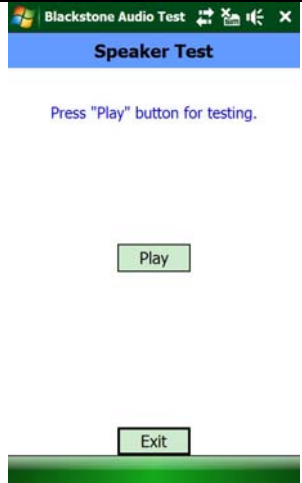 Blackstone Audio Test
Speaker Test
Press "Play" button for testing.
Play
Exit